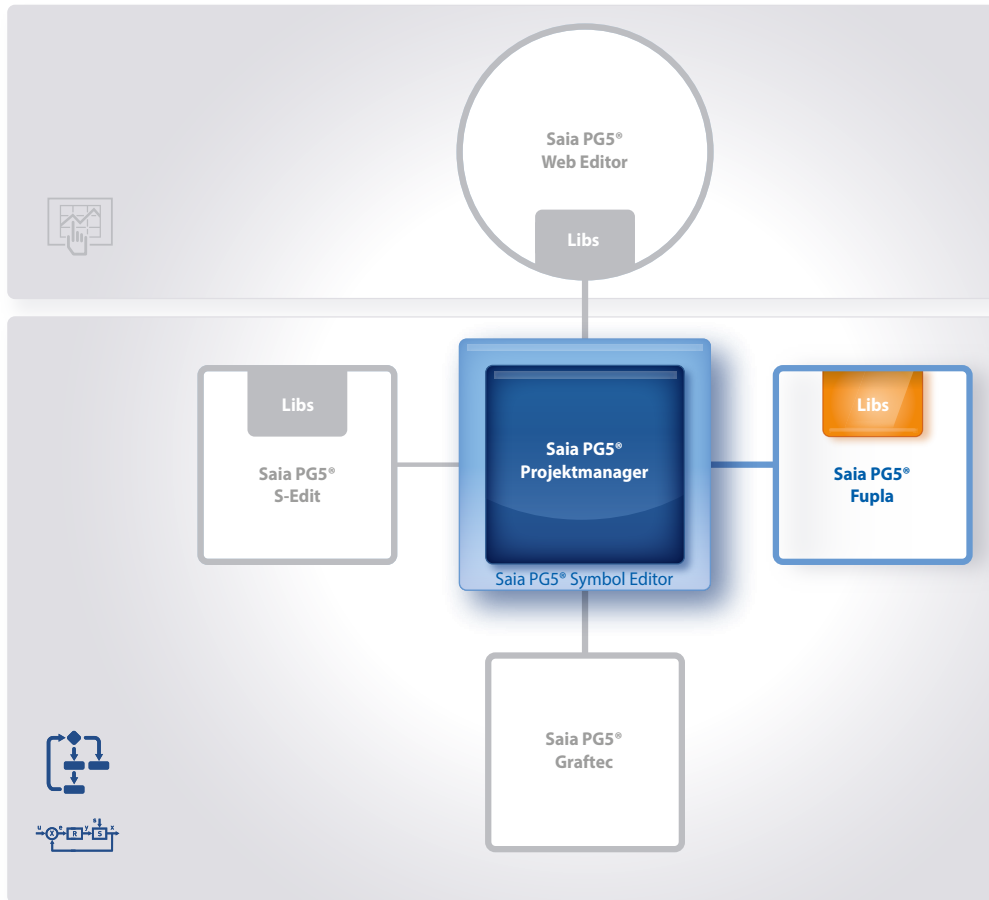 Saia PG5®
Web Editor
Libs
Libs
Saia PG5®
S-Edit
Saia PG5®
Projektmanager
Saia PG5® Symbol Editor
Libs
Saia PG5®
Fupla
Saia PG5®
Graftec
u X e R y s S x